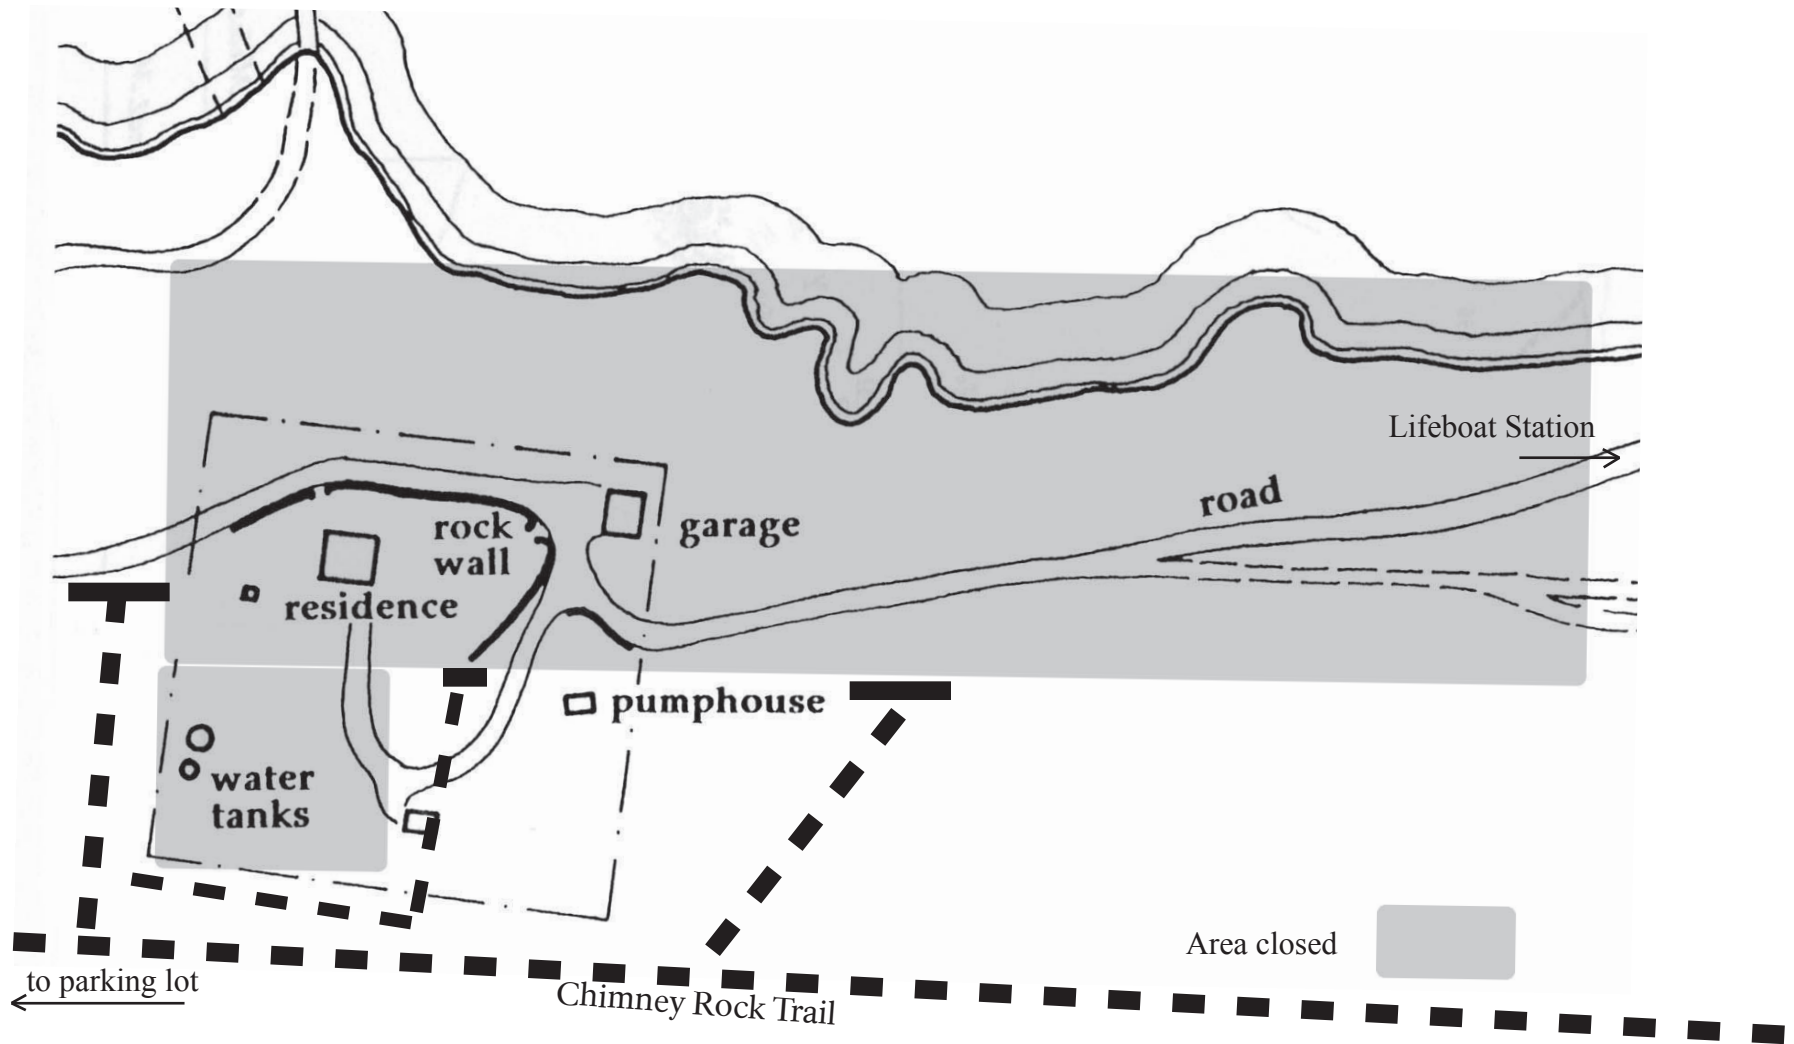 Lifeboat Station
road
rock
wall
garage
residence
pumphouse
water
tanks
Area closed
to parking lot
Chimney Rock Trail